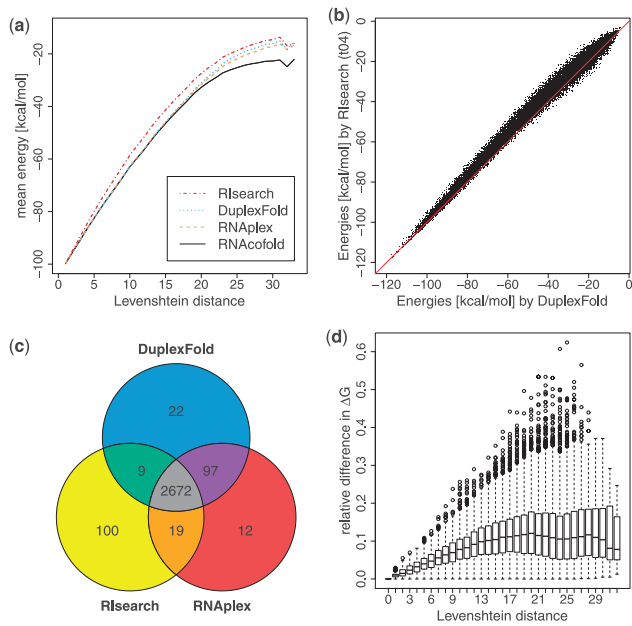 (a)
mean energy [kcal/mol]
−20
−40
−60
−80
−100
0 5 10 15 20 25 30
Levenshtein distance
RIsearch
DuplexFold
RNAplex
RNAcofold
(b)
Energies [kcal/mol] by RIsearch (t04)
0
−20
−40
−60
−80
−100
−120
−120 −100 −80 −60 −40 −20 0
Energies [kcal/mol] by DuplexFold
(c)
DuplexFold
22
9 97
2672
100 19 12
RIsearch RNAplex
(d)
relative difference in ΔG
0.6
0.5
0.4
0.3
0.2
0.1
0.0
0 3 6 9 13 17 21 25 29
Levenshtein distance